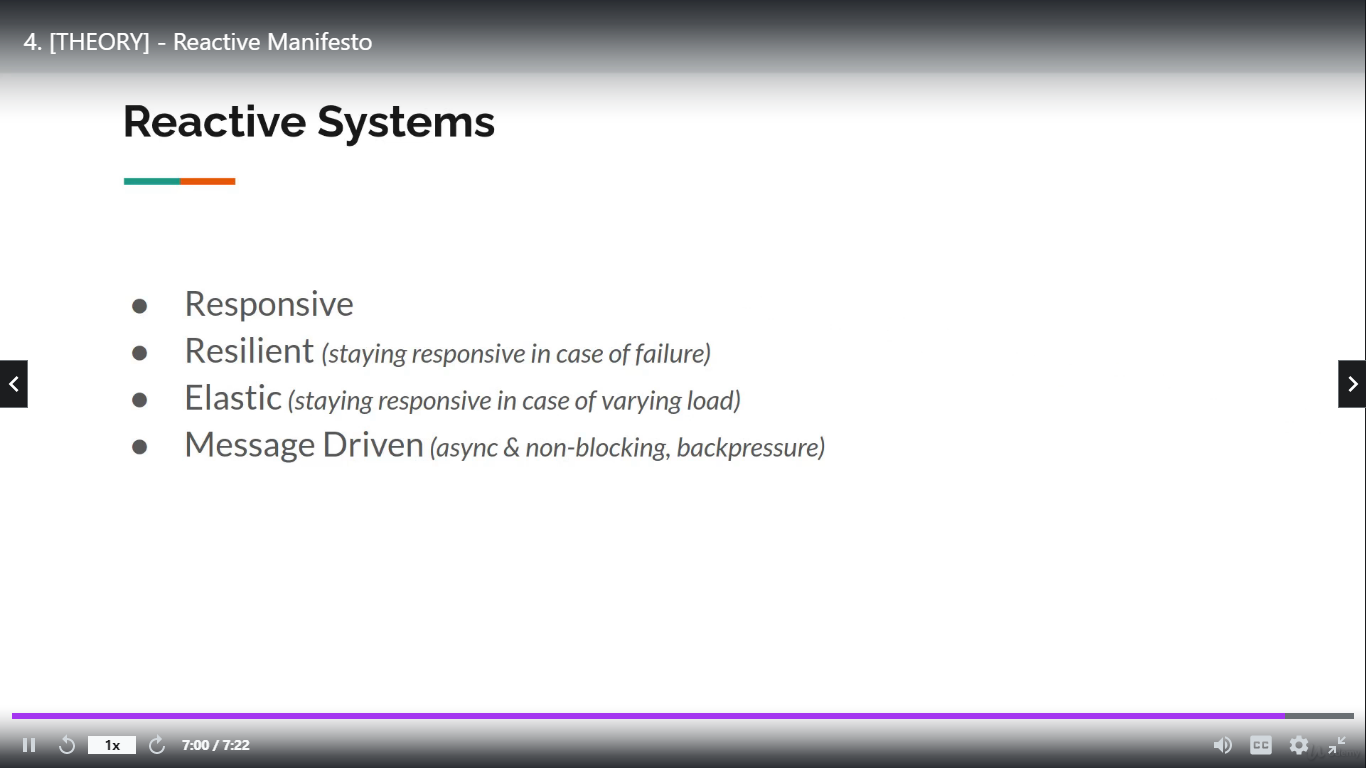 4. [THEORY] - Reactive Manifesto
Reactive Systems
● Responsive
● Resilient (staying responsive in case of failure)
● Elastic (staying responsive in case of varying load)
● Message Driven (async & non-blocking, backpressure)
1x
7:00 / 7:22
CC